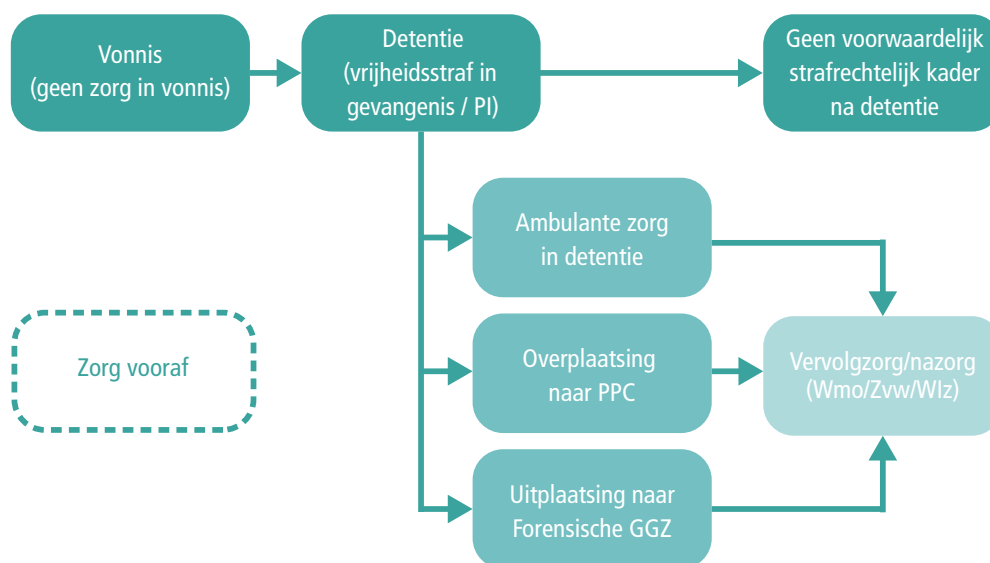 Vonnis
(geen zorg in vonnis)
Detentie
(vrijheidsstraf in
gevangenis / PI)
Geen voorwaardelijk
strafrechtelijk kader
na detentie
Ambulante zorg
in detentie
Zorg vooraf
Overplaatsing
naar PPC
Vervolgzorg/nazorg
(Wmo/Zvw/Wlz)
Uitplaatsing naar
Forensische GGZ